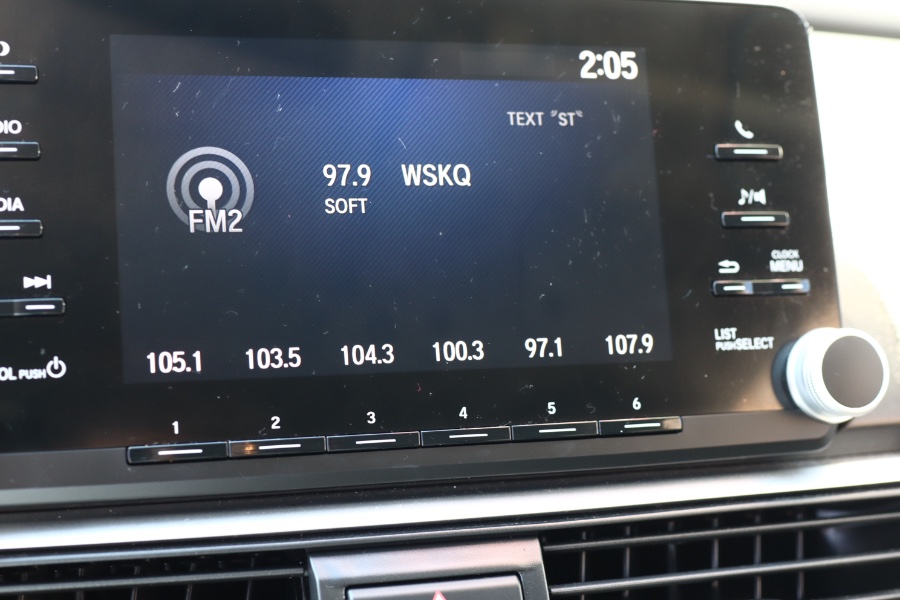 2:05
TEXT "ST"
97.9 WSKQ
SOFT
FM2
105.1 103.5 104.3 100.3 97.1 107.9
1 2 3 4 5 6
DIO
DIA
OL PUSH
CLOCK
MENU
LIST
PUSH SELECT